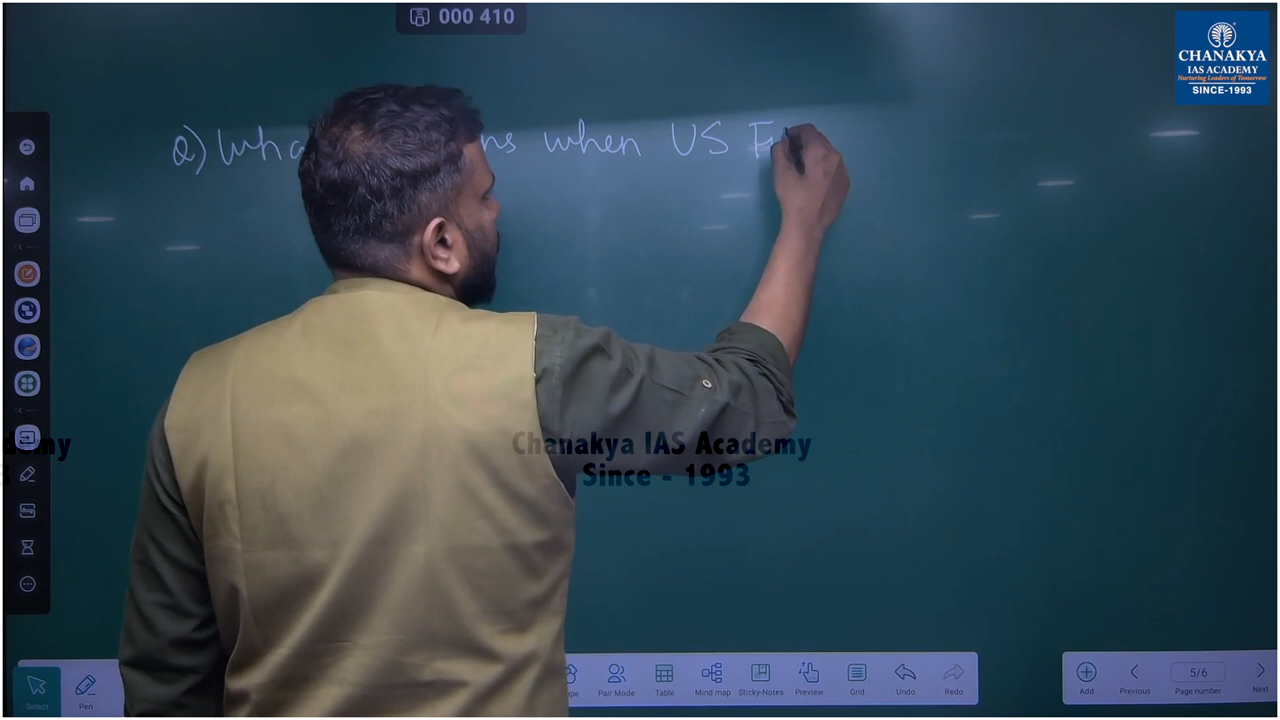 000 410
CHANAKYA
IAS ACADEMY
Nurturing Leaders of Tomorrow
SINCE-1993
Q) when US
Chanakya IAS Academy
Since - 1993
Select
Pen
Pair Mode
Table
Mind map
Sticky-Notes
Preview
Grid
Undo
Redo
Add
Previous
5/6
Page number
Next